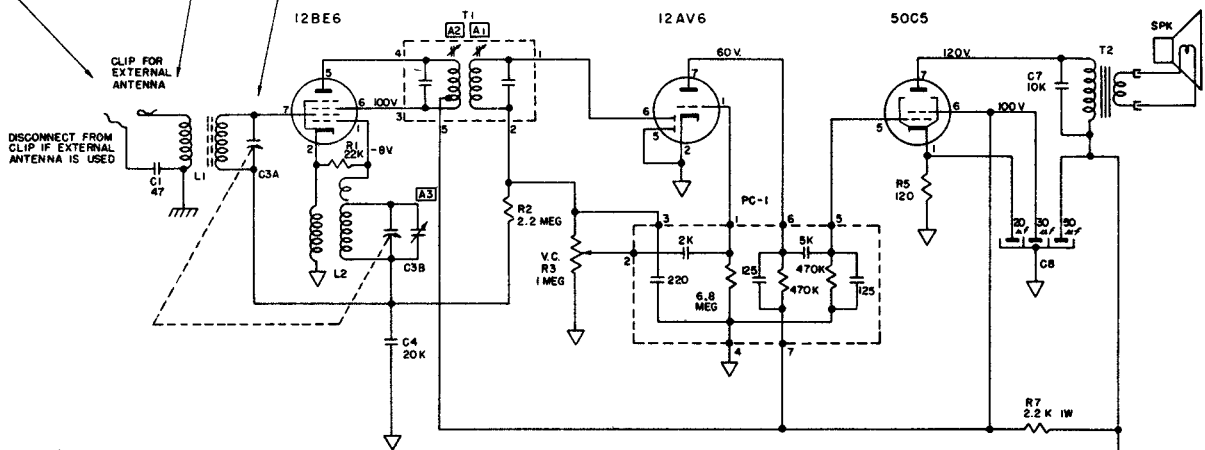 12BE6
T1
12AV6
50C5
SPK
A2 A1
CLIP FOR
EXTERNAL
ANTENNA
4
1
60V.
120V.
T2
5
7
7
C7
10K
7
6
100V
3
5
2
6
5
1
2
5
6
100V
1
DISCONNECT FROM
CLIP IF EXTERNAL
ANTENNA IS USED
2
1
R1
22K
-8V.
C1
47
L1
C3A
A3
R2
2.2 MEG
PC-1
R5
120
L2
C3B
V.C.
R3
1 MEG
3
1
6
5
20
30
50
C8
2
2K
5K
220
125
470K
470K
125
6.8
MEG
C4
20K
4
7
R7
2.2 K 1W